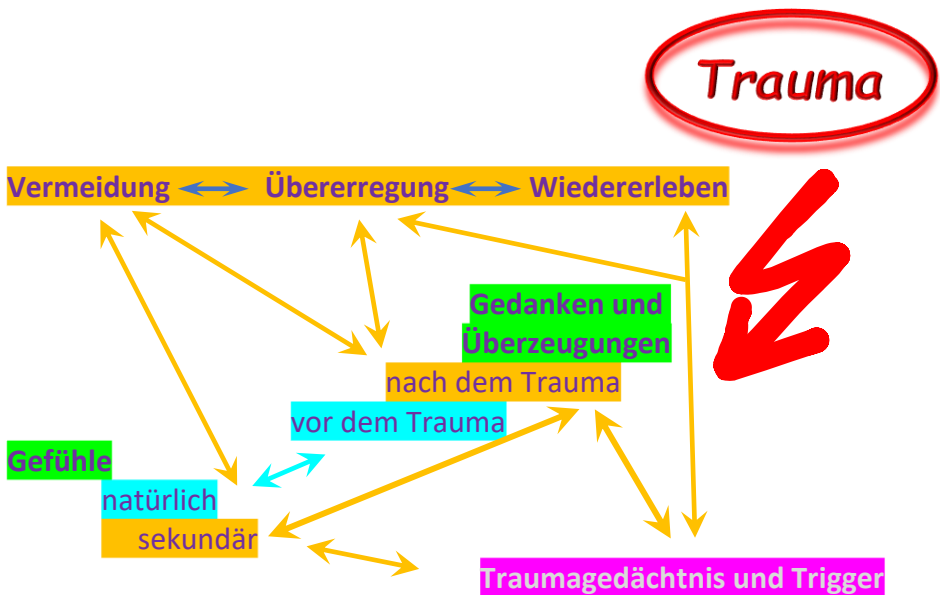 Trauma
Vermeidung Übererregung Wiedererleben
Gedanken und
Überzeugungen
nach dem Trauma
vor dem Trauma
Gefühle
natürlich
sekundär
Traumagedächtnis und Trigger